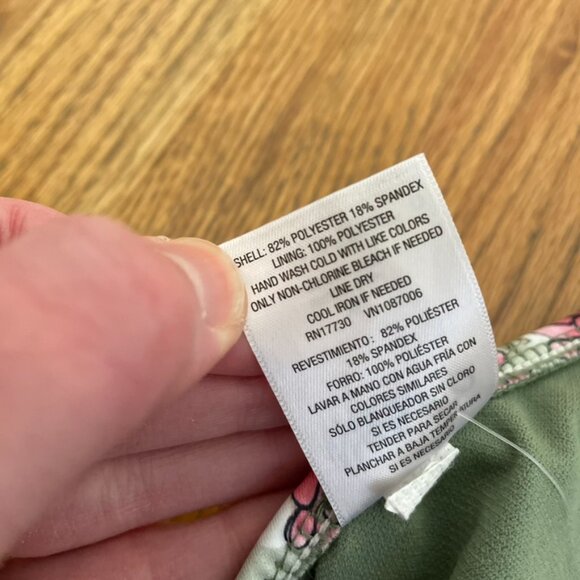 SHELL: 82% POLYESTER 18% SPANDEX
LINING: 100% POLYESTER
HAND WASH COLD WITH LIKE COLORS
ONLY NON-CHLORINE BLEACH IF NEEDED
LINE DRY
COOL IRON IF NEEDED
RN17730 VN1087006
REVESTIMIENTO: 82% POLIÉSTER
18% SPANDEX
FORRO: 100% POLIÉSTER
LAVAR A MANO CON AGUA FRÍA CON
COLORES SIMILARES
SÓLO BLANQUEADOR SIN CLORO
SI ES NECESARIO
TENDER PARA SECAR
PLANCHAR A BAJA TEMPERATURA
SI ES NECESARIO